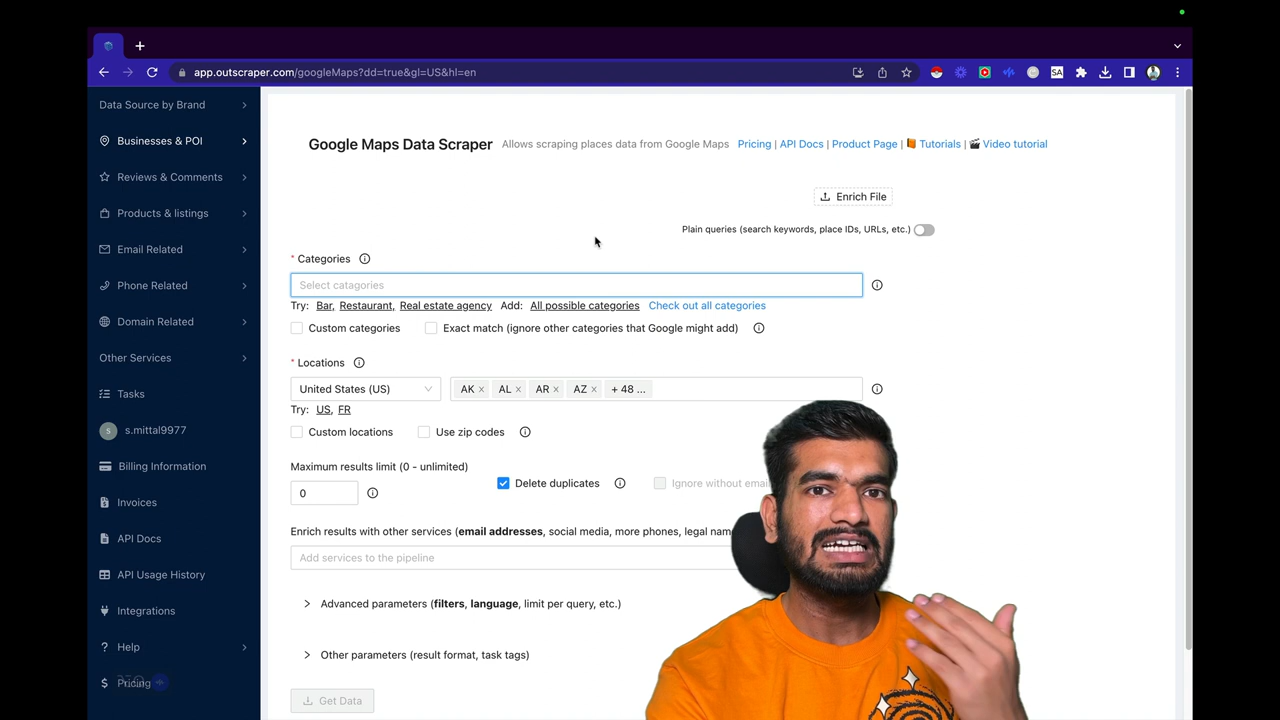 app.outscraper.com/googleMaps?dd=true&gl=US&hl=en
SA
Data Source by Brand
Businesses & POI
Reviews & Comments
Products & listings
Email Related
Phone Related
Domain Related
Other Services
Tasks
s s.mittal9977
Billing Information
Invoices
API Docs
API Usage History
Integrations
Help
Pricing
Google Maps Data Scraper Allows scraping places data from Google Maps Pricing | API Docs | Product Page | Tutorials | Video tutorial
Enrich File
Plain queries (search keywords, place IDs, URLs, etc.)
* Categories
Select catagories
Try: Bar, Restaurant, Real estate agency Add: All possible categories Check out all categories
Custom categories Exact match (ignore other categories that Google might add)
* Locations
United States (US) AK × AL × AR × AZ × + 48 ...
Try: US, FR
Custom locations Use zip codes
Maximum results limit (0 - unlimited)
0 Delete duplicates Ignore without
Enrich results with other services (email addresses, social media, more phones, legal
Add services to the pipeline
Advanced parameters (filters, language, limit per query, etc.)
Other parameters (result format, task tags)
Get Data